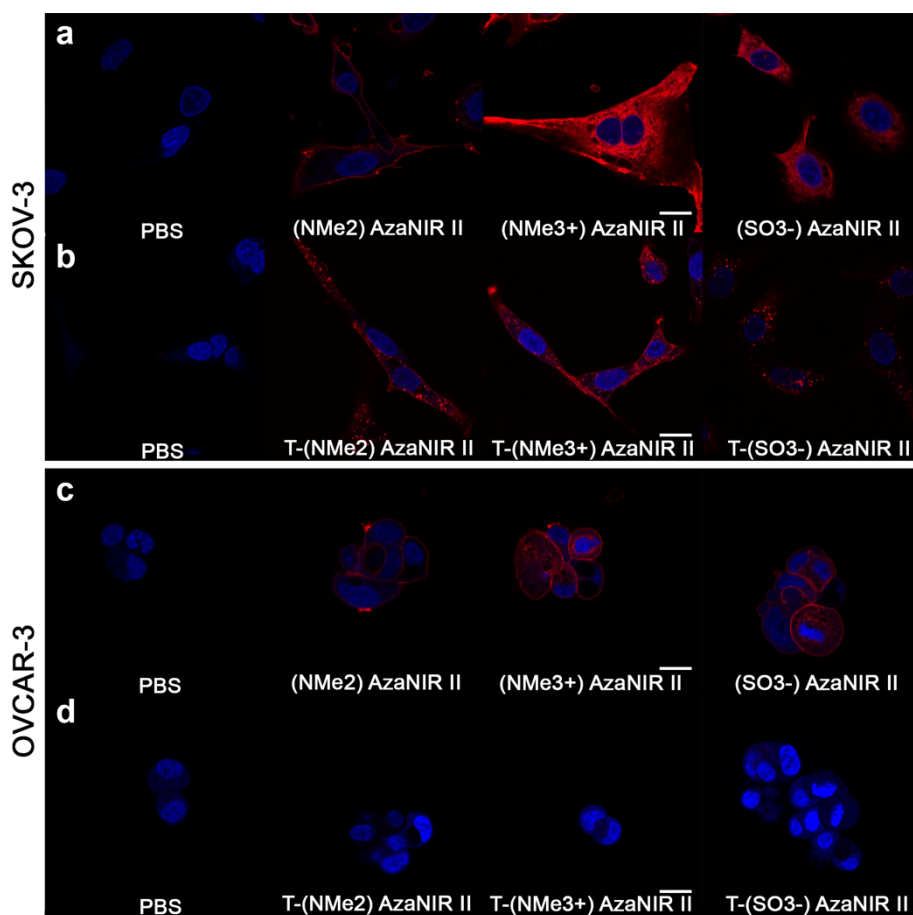 SKOV-3
a
PBS
(NMe2) AzaNIR II
(NMe3+) AzaNIR II
(SO3-) AzaNIR II
b
PBS
T-(NMe2) AzaNIR II
T-(NMe3+) AzaNIR II
T-(SO3-) AzaNIR II
OVCAR-3
c
PBS
(NMe2) AzaNIR II
(NMe3+) AzaNIR II
(SO3-) AzaNIR II
d
PBS
T-(NMe2) AzaNIR II
T-(NMe3+) AzaNIR II
T-(SO3-) AzaNIR II